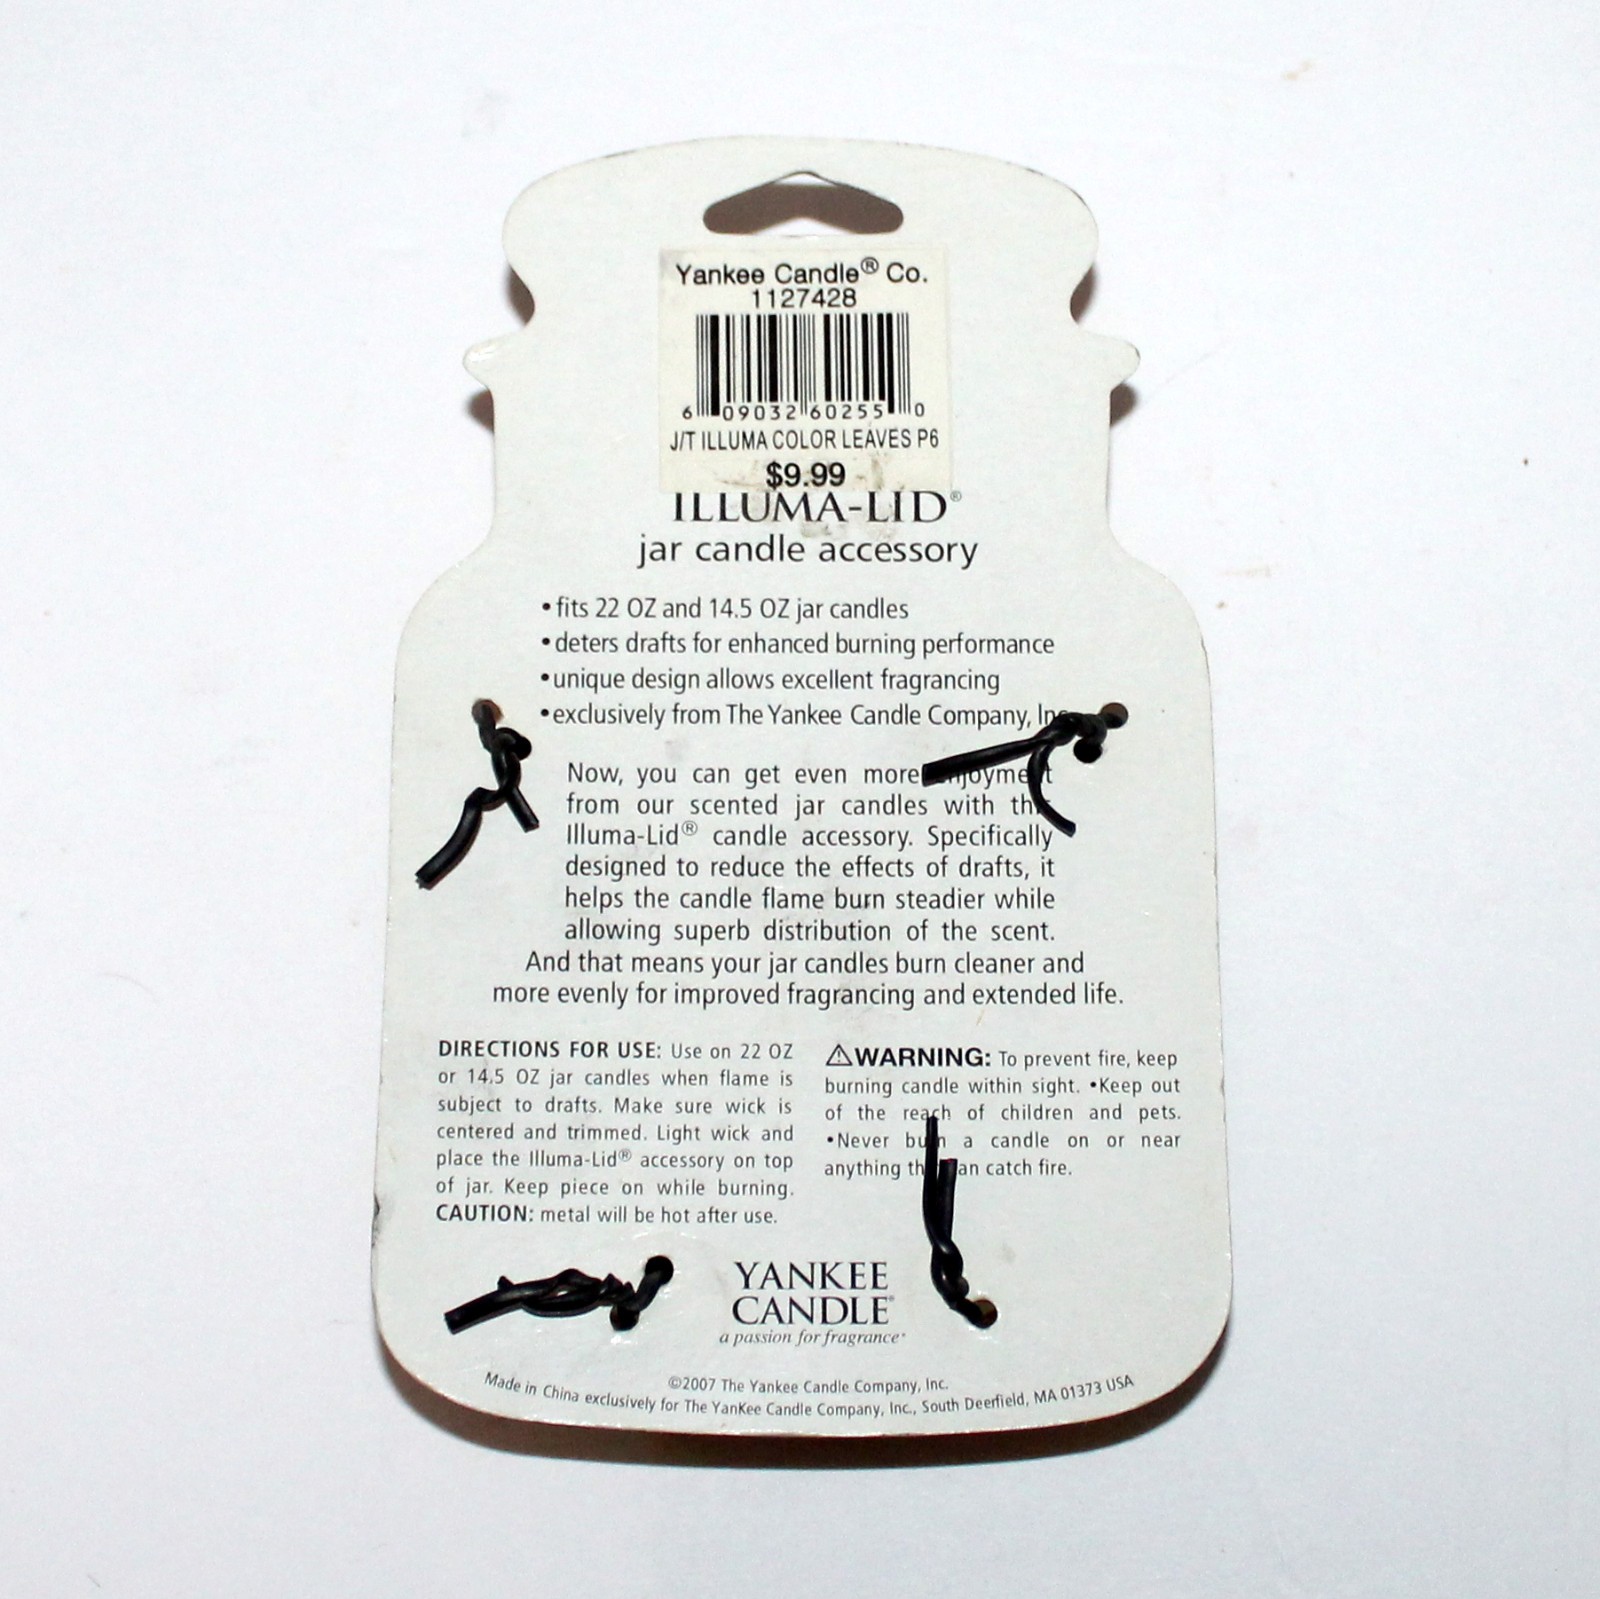 Yankee Candle® Co.
1127428
6 09032 60255 0
J/T ILLUMA COLOR LEAVES P6
$9.99
ILLUMA-LID®
jar candle accessory
•fits 22 OZ and 14.5 OZ jar candles
•deters drafts for enhanced burning performance
•unique design allows excellent fragrancing
•exclusively from The Yankee Candle Company, Inc.
Now, you can get even more enjoyment
from our scented jar candles with the
Illuma-Lid® candle accessory. Specifically
designed to reduce the effects of drafts, it
helps the candle flame burn steadier while
allowing superb distribution of the scent.
And that means your jar candles burn cleaner and
more evenly for improved fragrancing and extended life.
DIRECTIONS FOR USE: Use on 22 OZ
or 14.5 OZ jar candles when flame is
subject to drafts. Make sure wick is
centered and trimmed. Light wick and
place the Illuma-Lid® accessory on top
of jar. Keep piece on while burning.
CAUTION: metal will be hot after use.
⚠WARNING: To prevent fire, keep
burning candle within sight. •Keep out
of the reach of children and pets.
•Never burn a candle on or near
anything that can catch fire.
YANKEE
CANDLE®
a passion for fragrance®
©2007 The Yankee Candle Company, Inc.
Made in China exclusively for The YanKee Candle Company, Inc., South Deerfield, MA 01373 USA